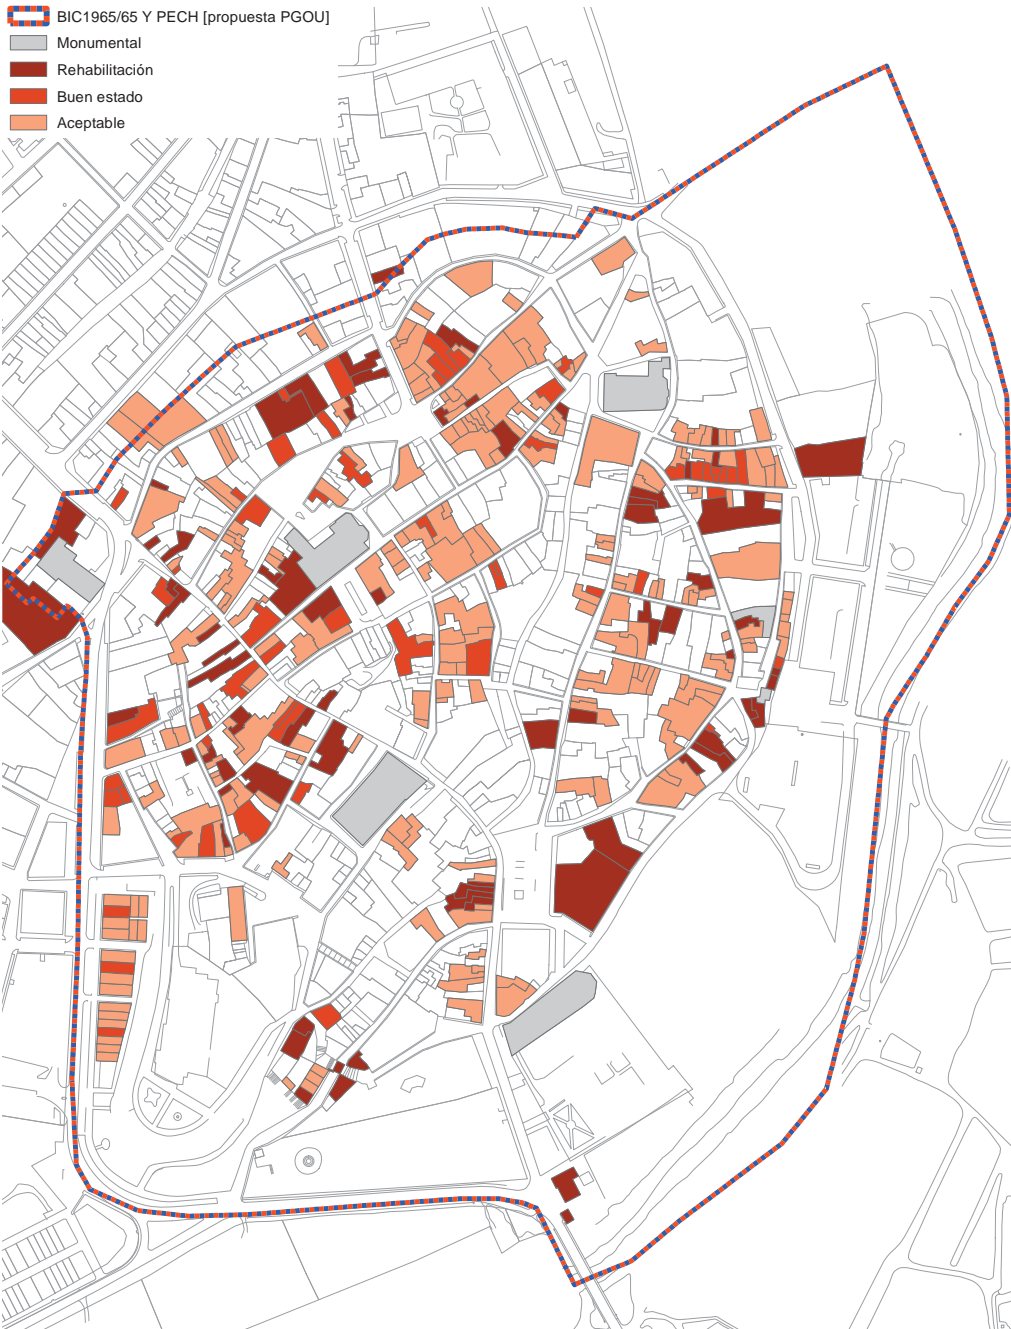 BIC1965/65 Y PECH [propuesta PGOU]
Monumental
Rehabilitación
Buen estado
Aceptable